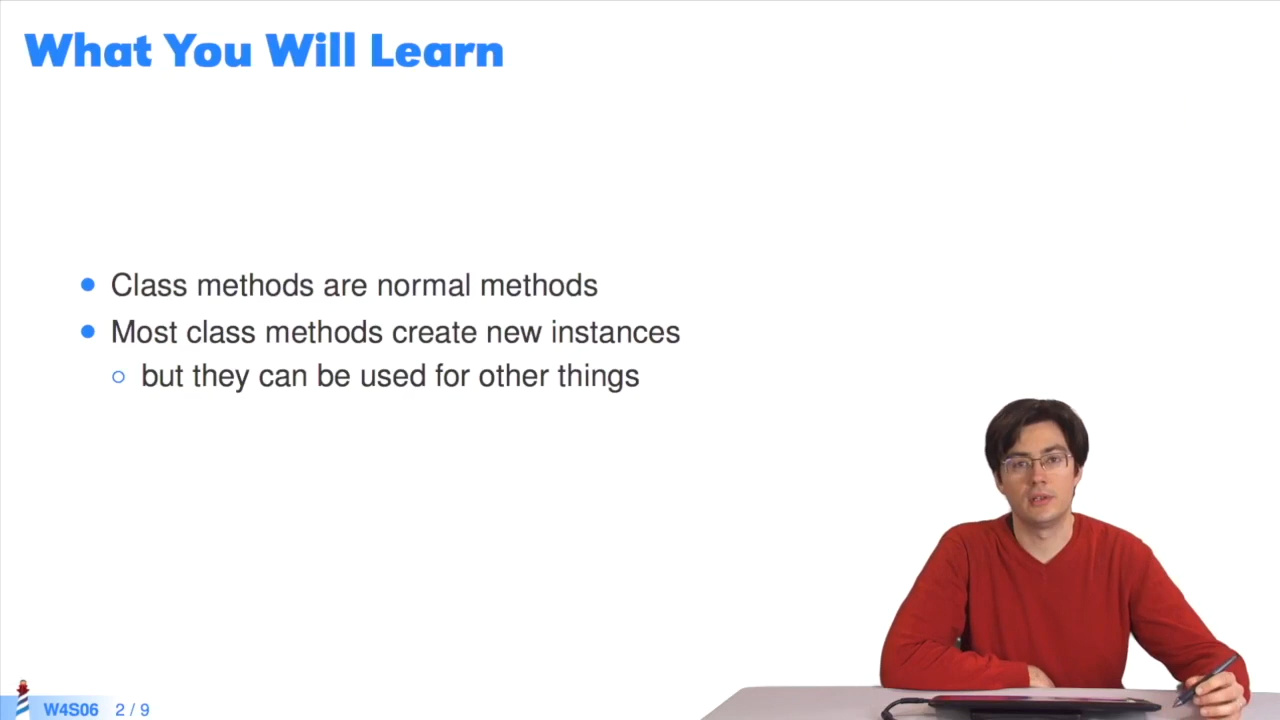 What You Will Learn
Class methods are normal methods
Most class methods create new instances
but they can be used for other things
W4S06 2 / 9